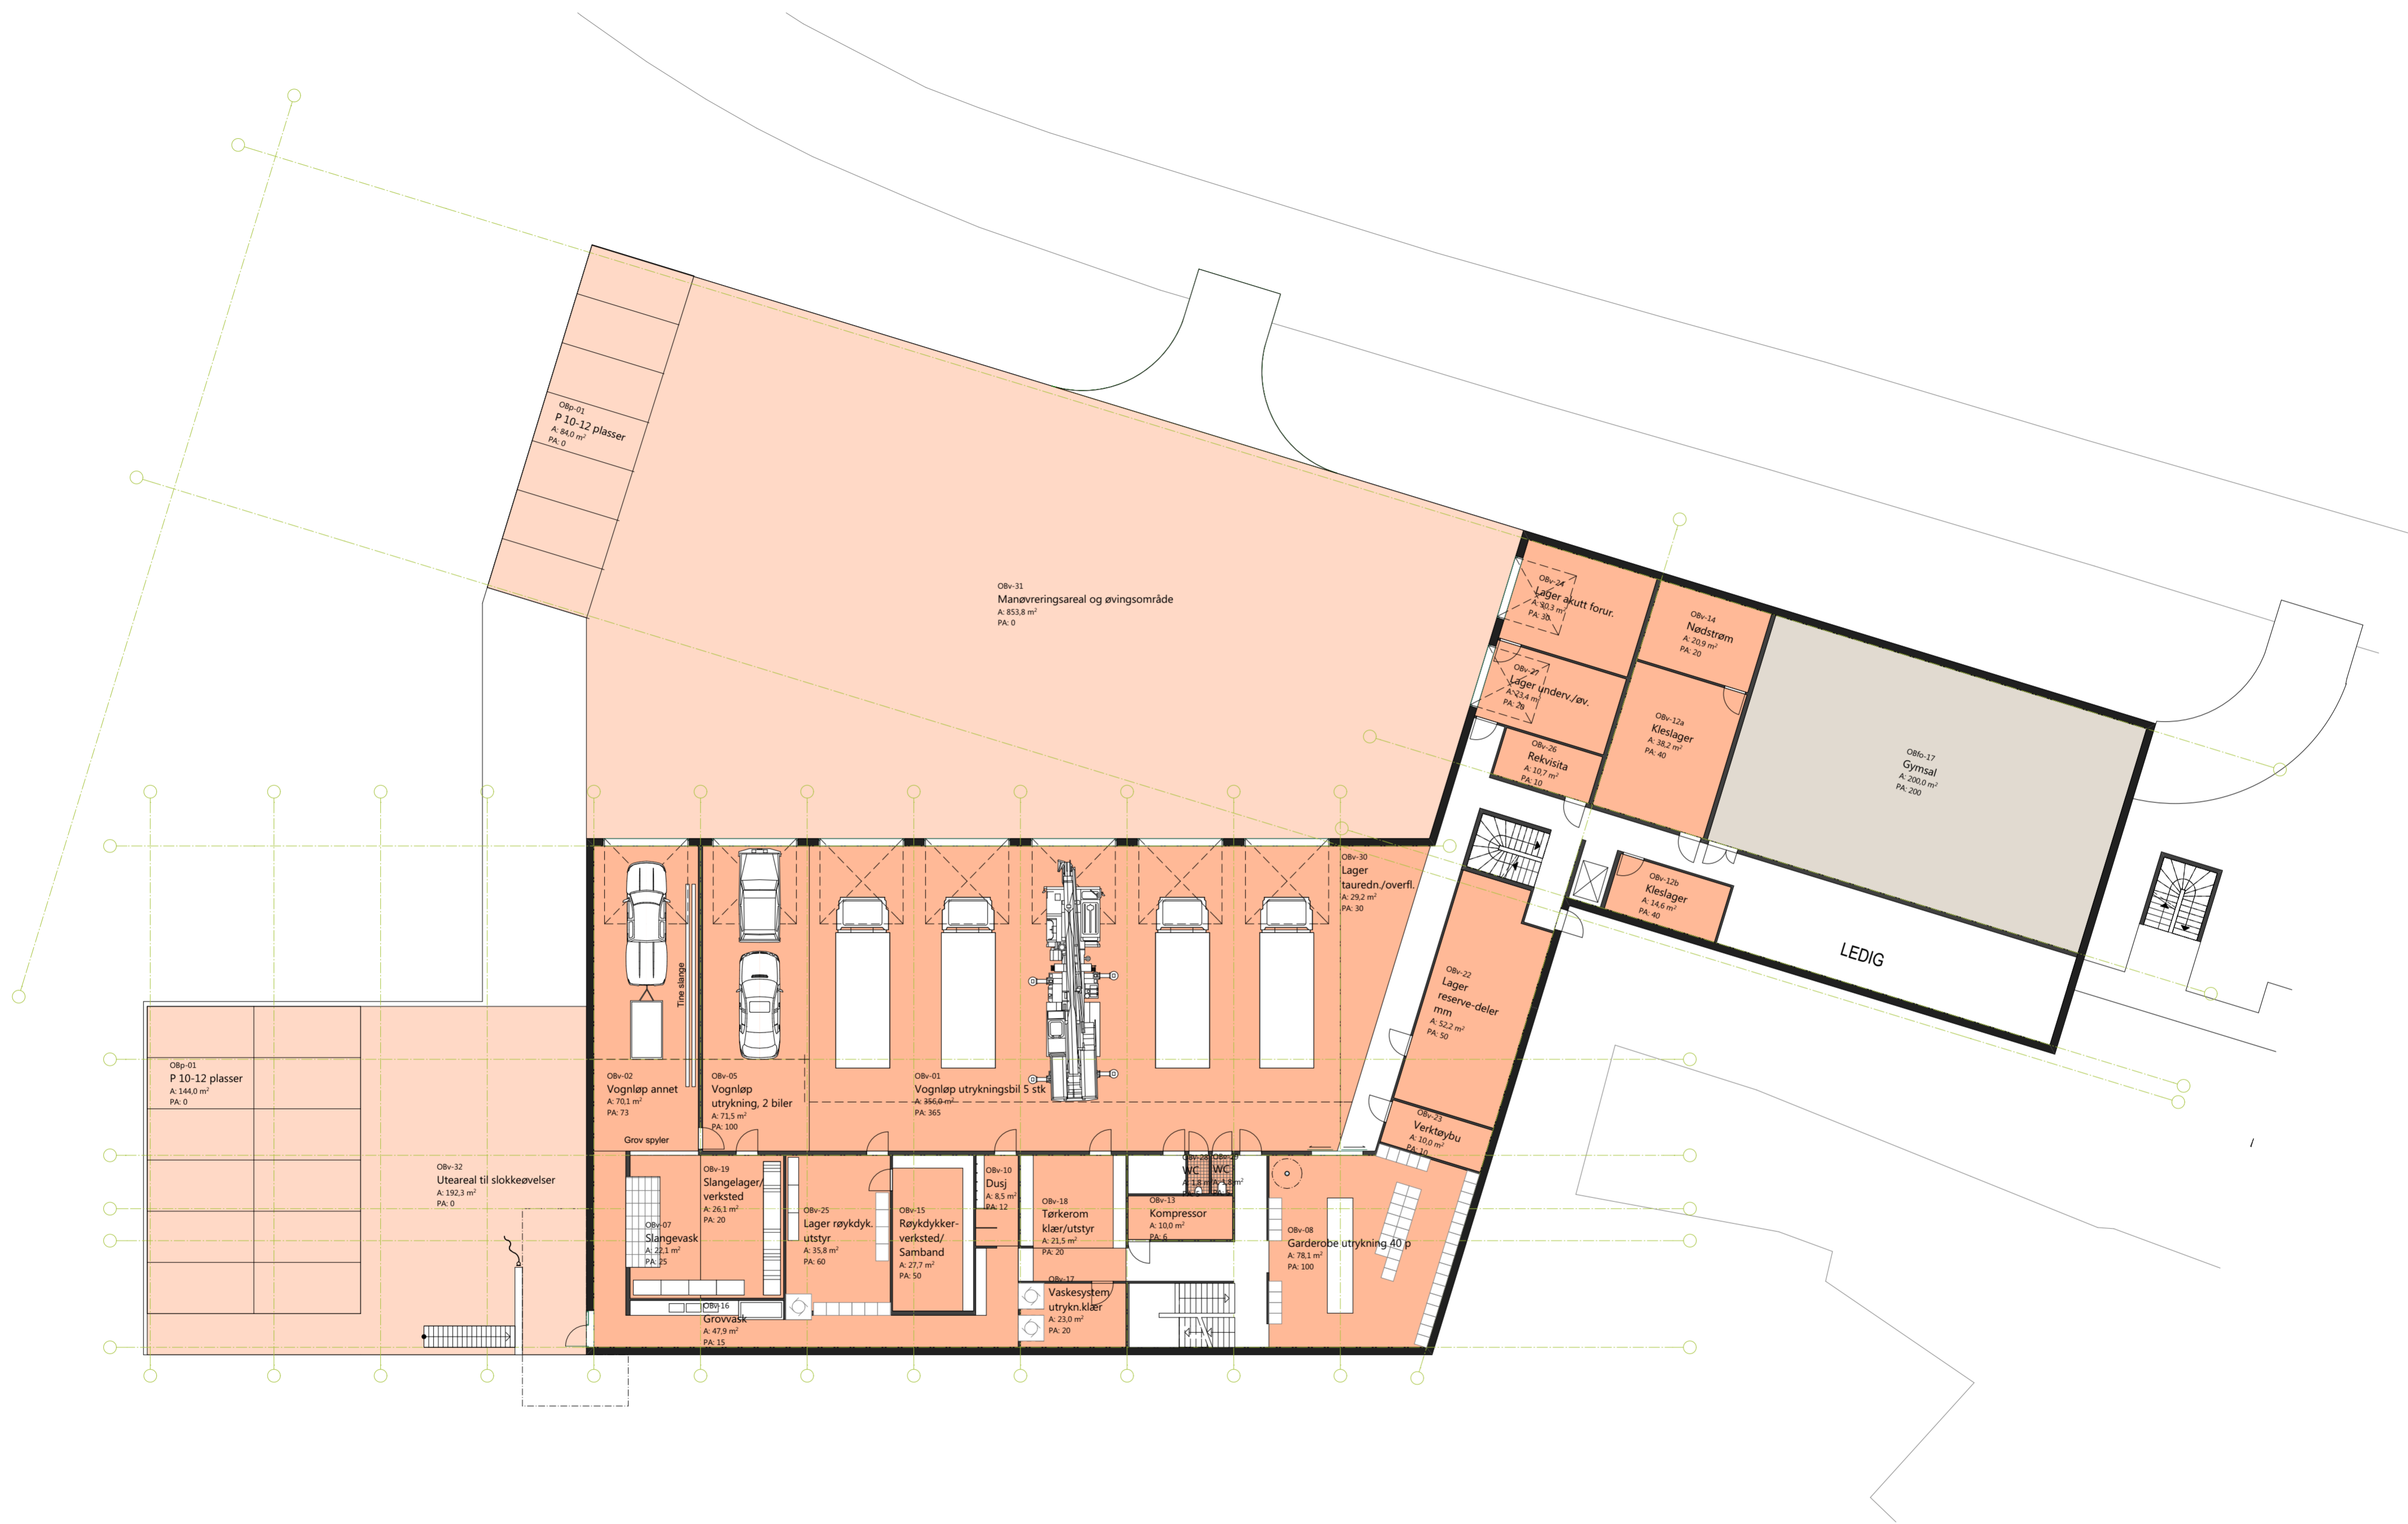 OBp-01
P 10-12 plasser
A: 84,0 m²
PA: 0
OBv-31
Manøvreringsareal og øvingsområde
A: 853,8 m²
PA: 0
OBv-24
Lager akutt forur.
PA: 30
OBv-14
Nødstrøm
A: 20,9 m²
PA: 20
OBv-27
Lager underv./øv.
A: 23,4 m
PA: 20
OBv-12a
Kleslager
A: 38,2 m²
PA: 40
OBv-26
Rekvisita
A: 10,7 m²
PA: 10
OBfo-17
Gymsal
A: 200,0 m²
PA: 200
OBv-30
Lager
tauredn./overfl.
A: 29,2 m²
PA: 30
OBv-12b
Kleslager
A: 14,6 m²
PA: 40
LEDIG
OBv-22
Lager
reserve-deler
mm
A: 52,2 m²
PA: 50
Tine slange
OBp-01
P 10-12 plasser
A: 144,0 m²
PA: 0
OBv-02
Vognløp annet
A: 70,1 m²
PA: 73
OBv-05
Vognløp
utrykning, 2 biler
A: 71,5 m²
PA: 100
OBv-01
Vognløp utrykningsbil 5 stk
A: 356,0 m²
PA: 365
OBv-23
Verktøybu
A: 10,0 m²
PA: 10
Grov spyler
OBv-32
Uteareal til slokkeøvelser
A: 192,3 m²
PA: 0
OBv-19
Slangelager/
verksted
A: 26,1 m²
PA: 20
OBv-07
Slangevask
A: 22,1 m²
PA: 25
OBv-25
Lager røykdyk.
utstyr
A: 35,8 m²
PA: 60
OBv-15
Røykdykker-
verksted/
Samband
A: 27,7 m²
PA: 50
OBv-10
Dusj
A: 8,5 m²
PA: 12
OBv-18
Tørkerom
klær/utstyr
A: 21,5 m²
PA: 20
WC
WC
OBv-13
Kompressor
A: 10,0 m²
PA: 6
OBv-08
Garderobe utrykning 40 p
A: 78,1 m²
PA: 100
OBv-16
Grovvask
A: 47,9 m²
PA: 15
OBv-17
Vaskesystem
utrykn.klær
A: 23,0 m²
PA: 20